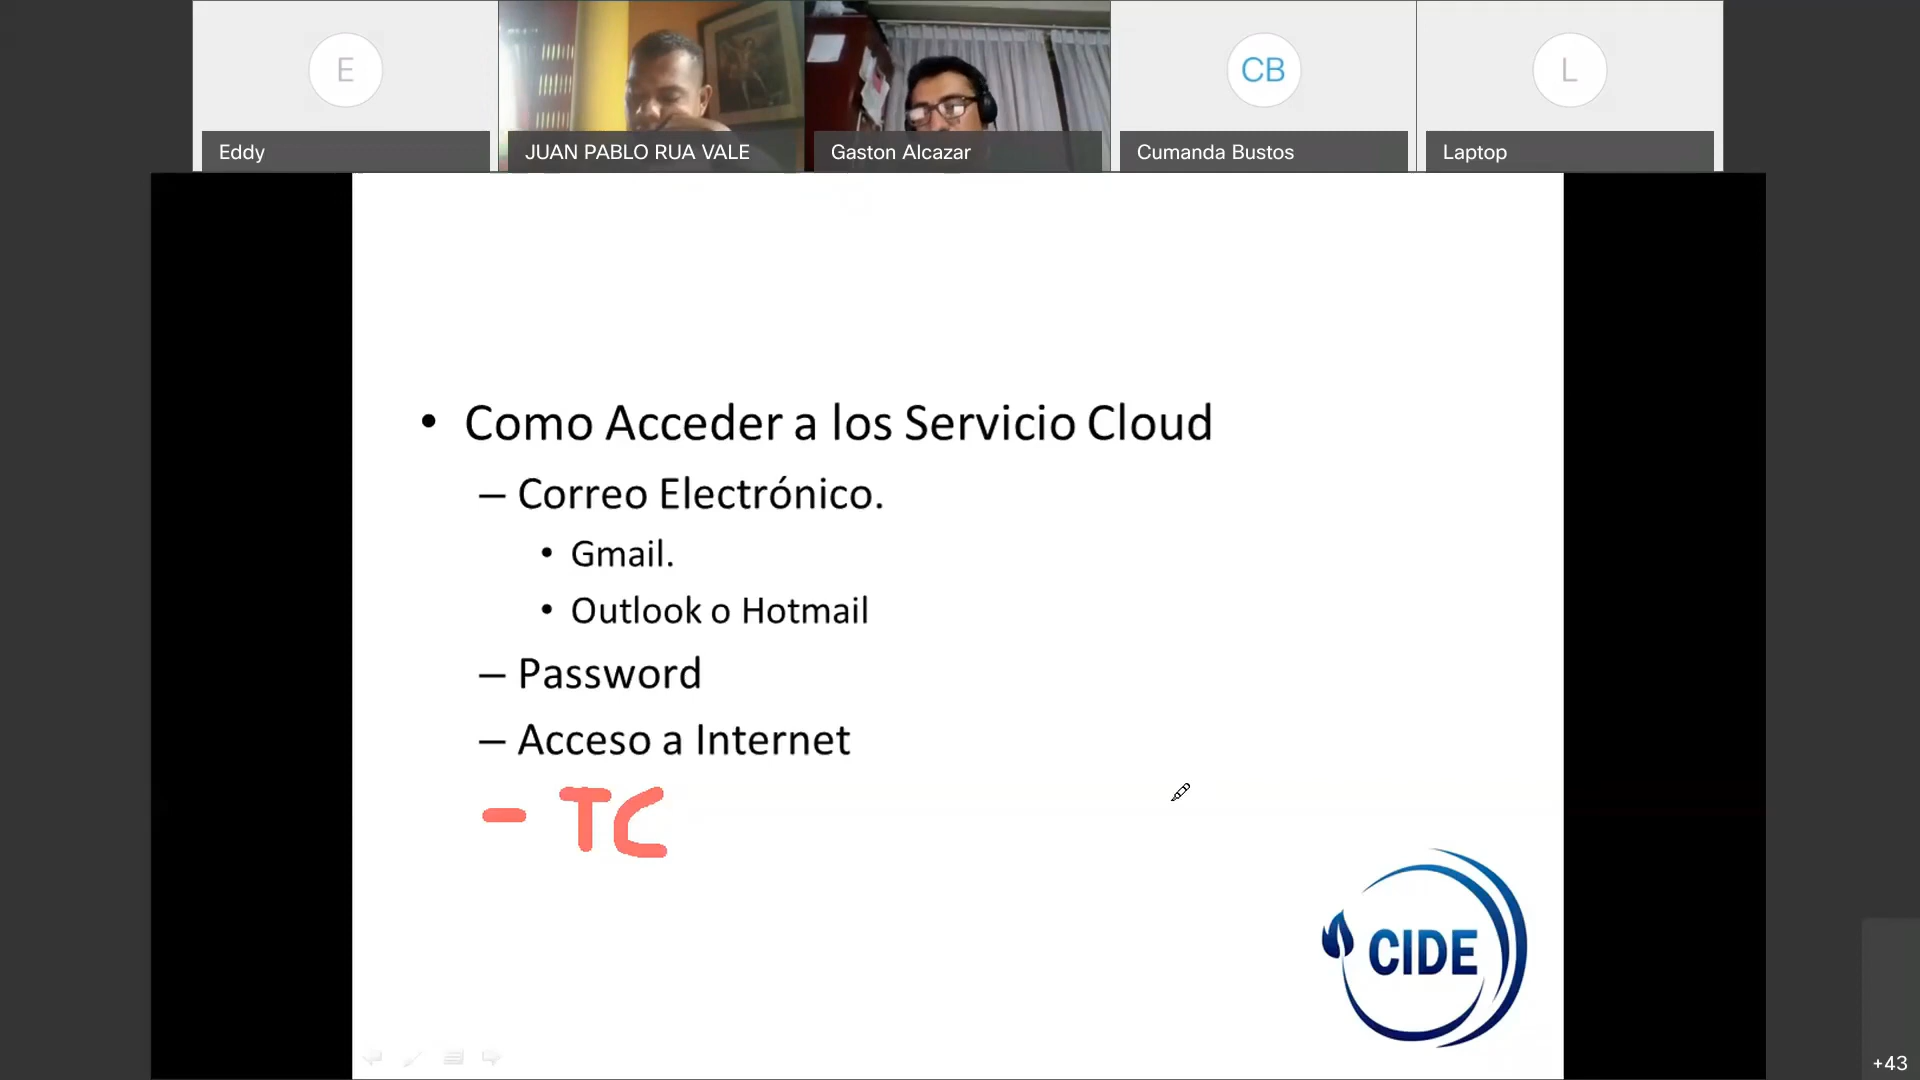 E
CB
L
Eddy
JUAN PABLO RUA VALE
Gaston Alcazar
Cumanda Bustos
Laptop
• Como Acceder a los Servicio Cloud
– Correo Electrónico.
• Gmail.
• Outlook o Hotmail
– Password
– Acceso a Internet
- TC
CIDE
+43